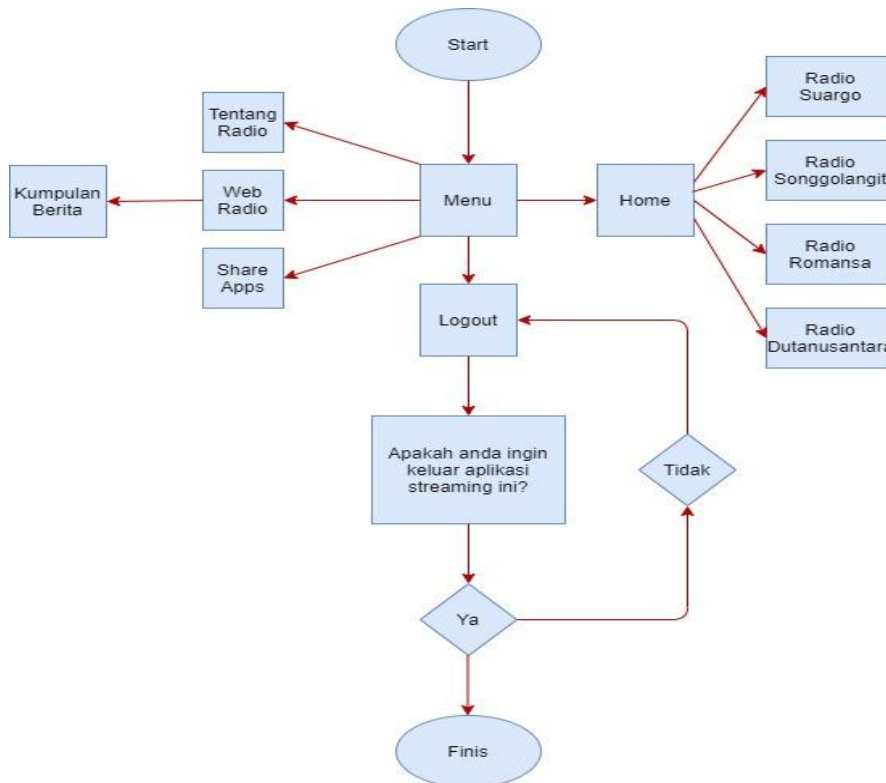 Start
Radio
Suargo
Tentang
Radio
Radio
Songgolangit
Kumpulan
Berita
Web
Radio
Menu
Home
Radio
Romansa
Share
Apps
Logout
Radio
Dutanusantara
Apakah anda ingin
keluar aplikasi
streaming ini?
Tidak
Ya
Finis